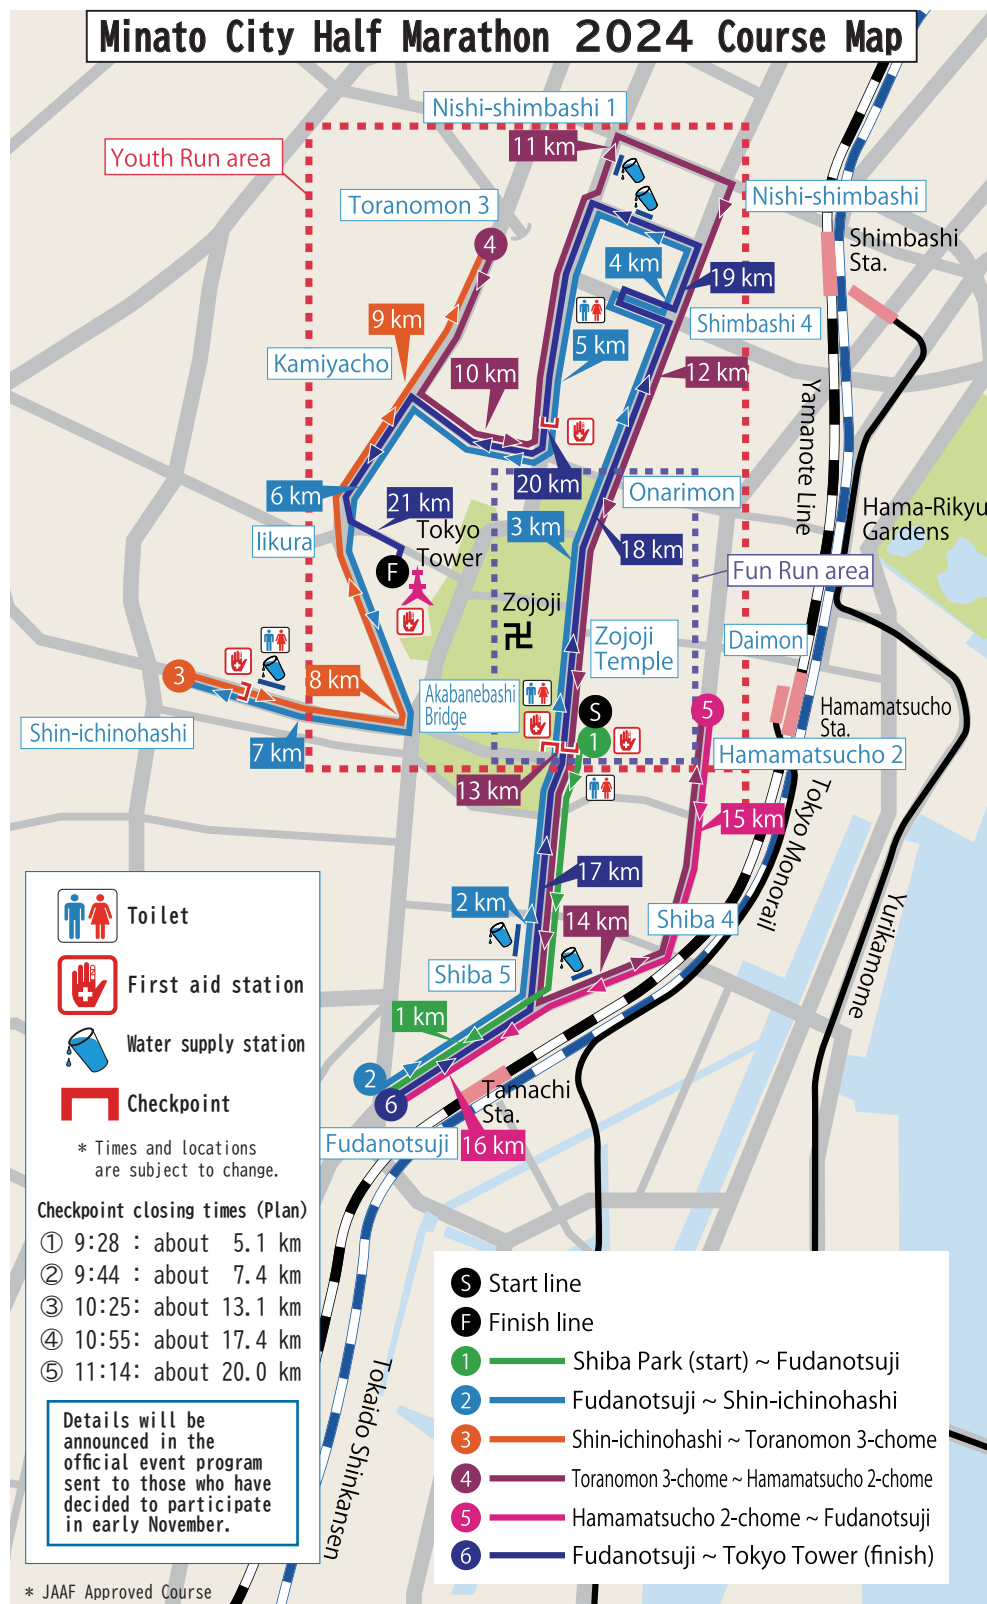 Minato City Half Marathon 2024 Course Map
Nishi-shimbashi 1
11 km
Youth Run area
Toranomon 3
Nishi-shimbashi
4
Shimbashi
Sta.
4 km
19 km
9 km
Shimbashi 4
5 km
Kamiyacho
10 km
12 km
Yamanote Line
20 km
Onarimon
6 km
21 km
Hama-Rikyu
Gardens
3 km
Tokyo
Tower
Iikura
18 km
F
Fun Run area
Zojoji
卍
Zojoji
Temple
Daimon
3
8 km
Akabanebashi
Bridge
S
5
Hamamatsucho
Sta.
Shin-ichinohashi
1
7 km
Hamamatsucho 2
13 km
15 km
Tokyo Monorail
17 km
2 km
14 km
Shiba 4
Yurikamome
Shiba 5
1 km
2
6
Tamachi
Sta.
Fudanotsuji
16 km
Tokaido Shinkansen
Toilet
First aid station
Water supply station
Checkpoint
* Times and locations
are subject to change.
Checkpoint closing times (Plan)
① 9:28 : about 5.1 km
② 9:44 : about 7.4 km
③ 10:25: about 13.1 km
④ 10:55: about 17.4 km
⑤ 11:14: about 20.0 km
Details will be
announced in the
official event program
sent to those who have
decided to participate
in early November.
* JAAF Approved Course
S Start line
F Finish line
1 Shiba Park (start) ~ Fudanotsuji
2 Fudanotsuji ~ Shin-ichinohashi
3 Shin-ichinohashi ~ Toranomon 3-chome
4 Toranomon 3-chome ~ Hamamatsucho 2-chome
5 Hamamatsucho 2-chome ~ Fudanotsuji
6 Fudanotsuji ~ Tokyo Tower (finish)